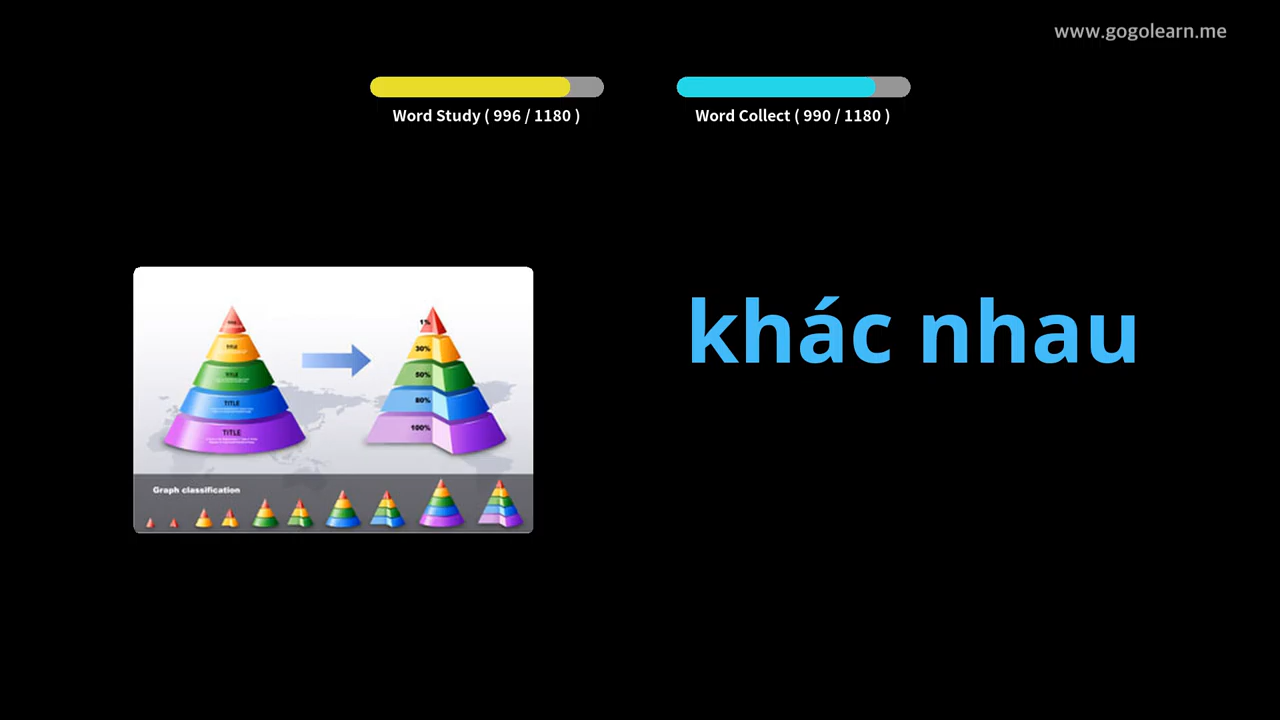 www.gogolearn.me
Word Study ( 996 / 1180 )
Word Collect ( 990 / 1180 )
khác nhau
1%
TITLE
30%
TITLE
50%
TITLE
80%
TITLE
100%
Graph classification